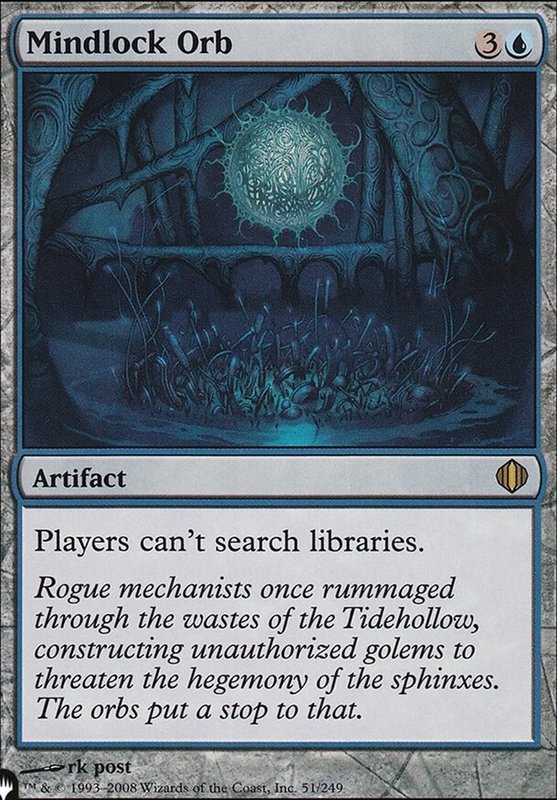 Mindlock Orb
3
Artifact
Players can't search libraries.
Rogue mechanists once rummaged
through the wastes of the Tidehollow,
constructing unauthorized golems to
threaten the hegemony of the sphinxes.
The orbs put a stop to that.
rk post
™ & © 1993–2008 Wizards of the Coast, Inc. 51/249